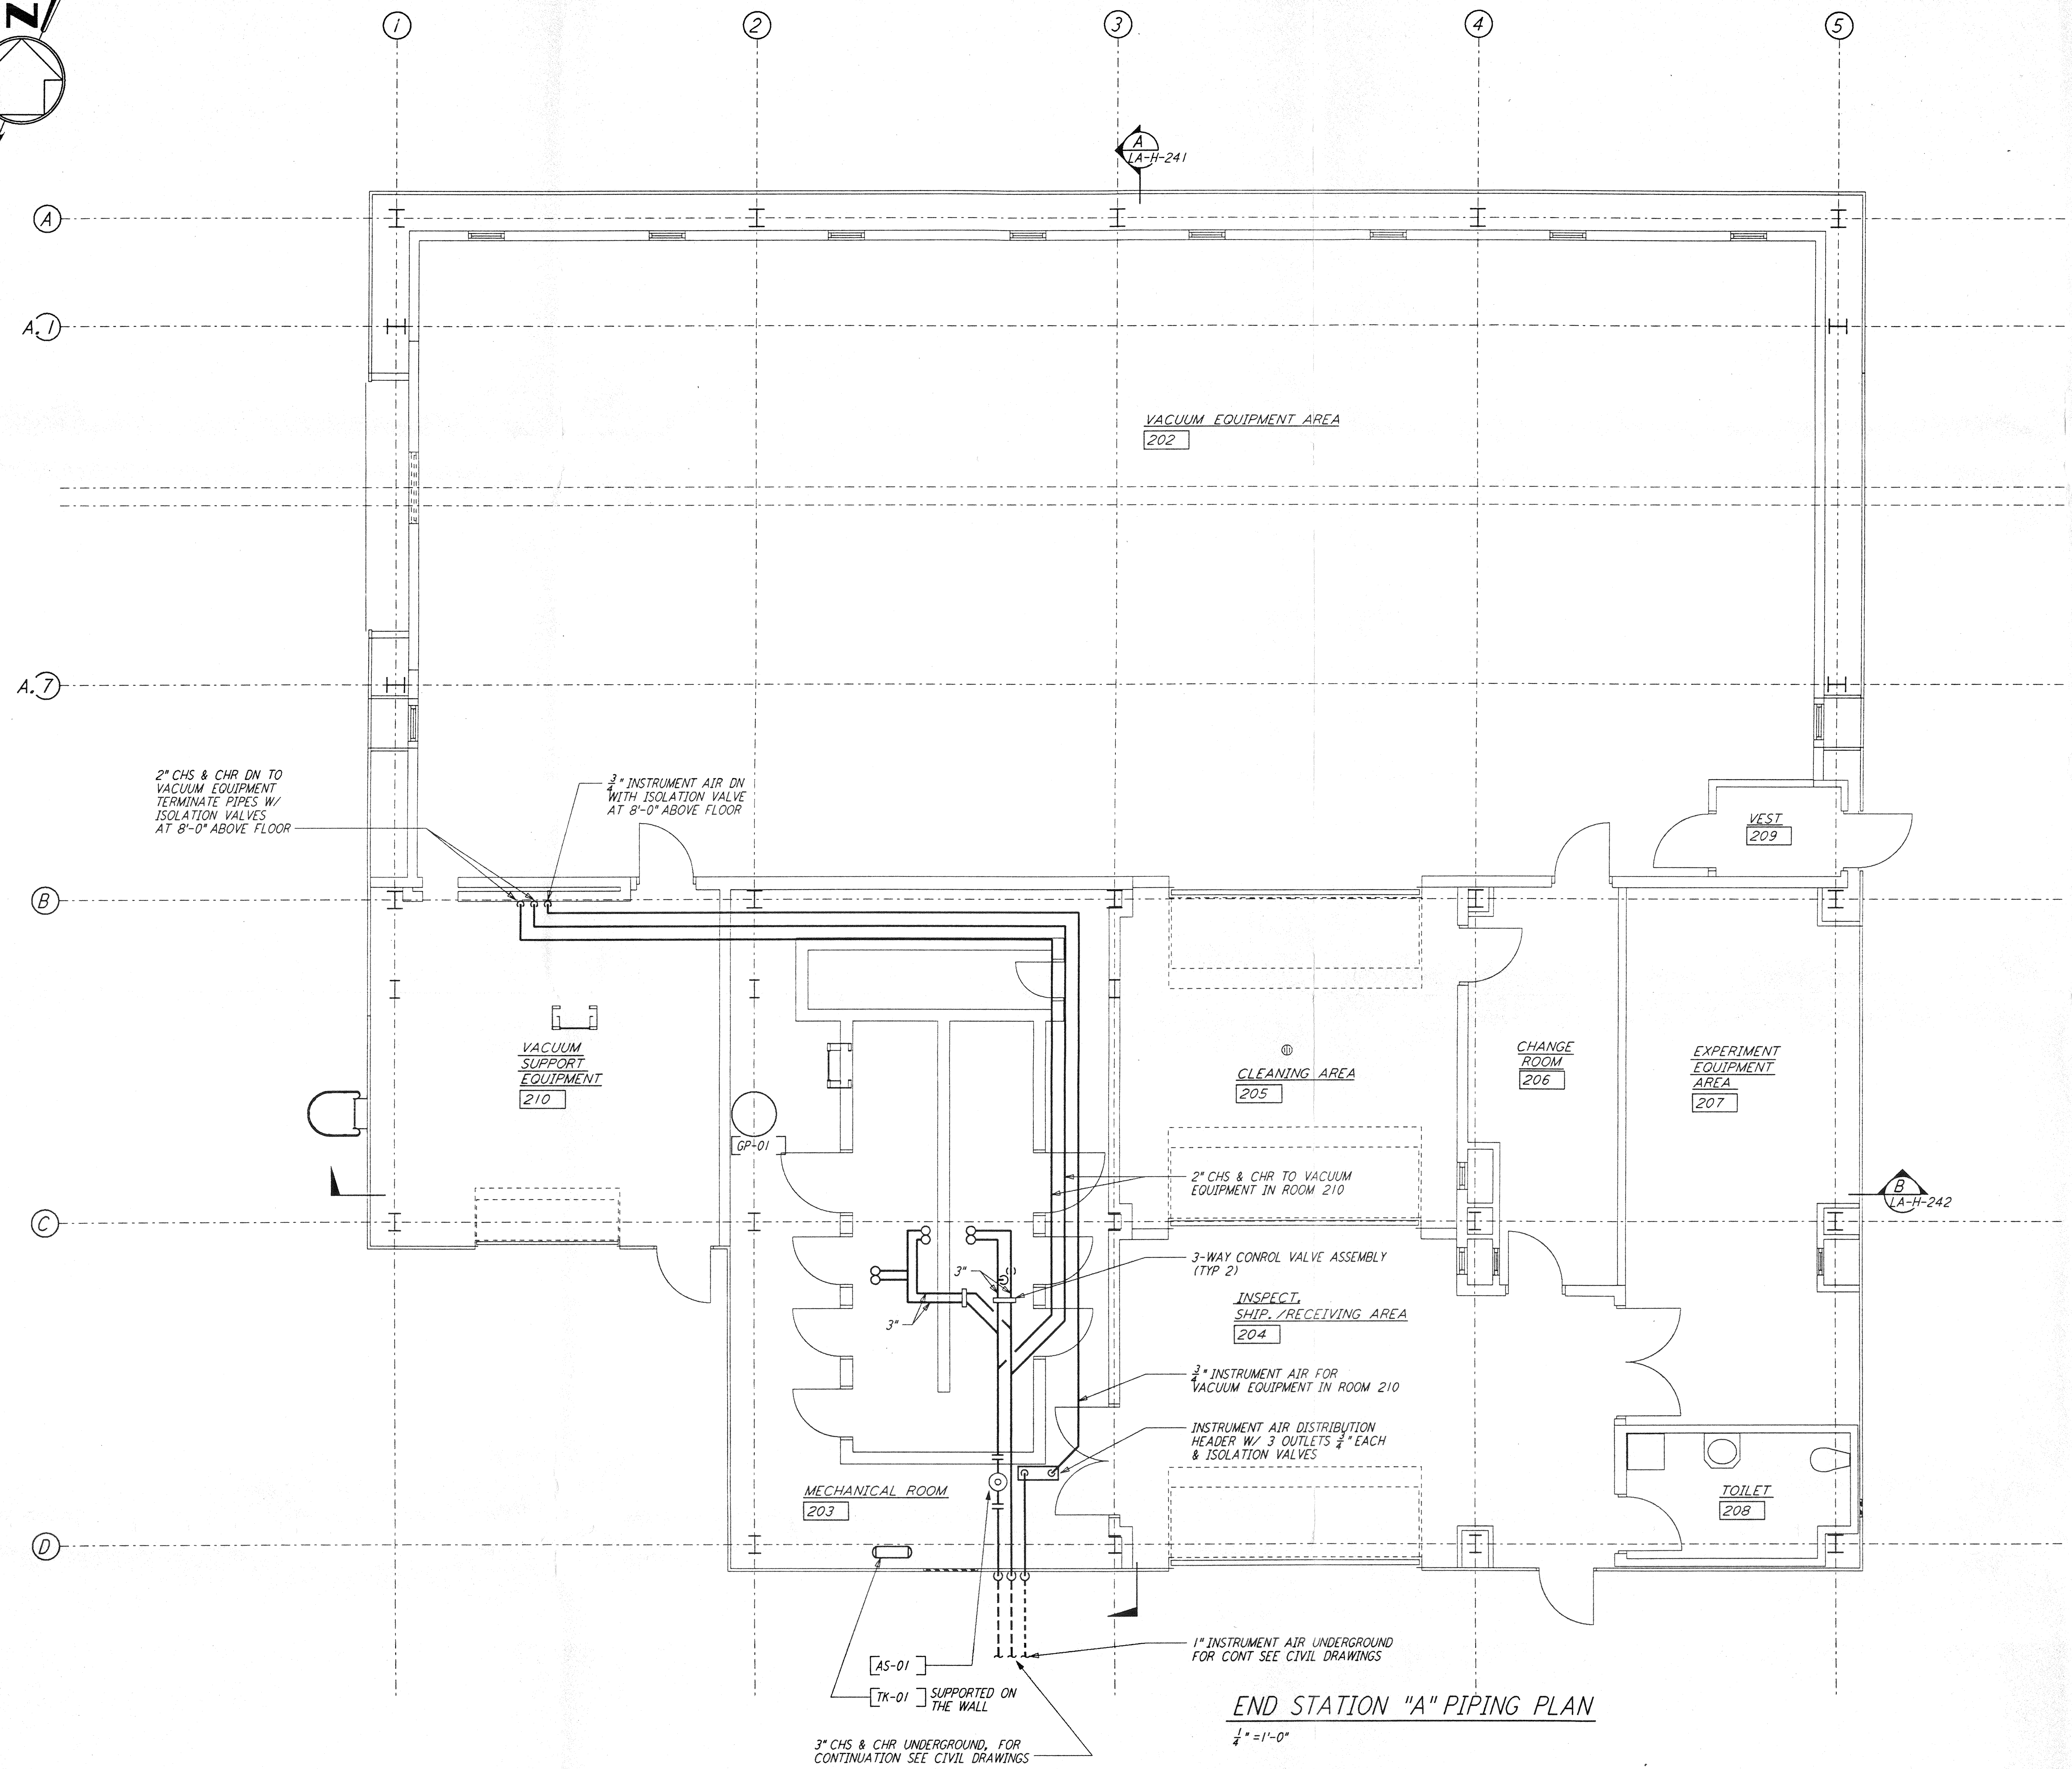 N
1
2
3
4
5
A
LA-H-241
A
A.1
VACUUM EQUIPMENT AREA
202
A.7
2" CHS & CHR DN TO
VACUUM EQUIPMENT
TERMINATE PIPES W/
ISOLATION VALVES
AT 8'-0" ABOVE FLOOR
3/4" INSTRUMENT AIR DN
WITH ISOLATION VALVE
AT 8'-0" ABOVE FLOOR
VEST
209
B
VACUUM
SUPPORT
EQUIPMENT
210
GP-01
CLEANING AREA
205
CHANGE
ROOM
206
EXPERIMENT
EQUIPMENT
AREA
207
2" CHS & CHR TO VACUUM
EQUIPMENT IN ROOM 210
B
LA-H-242
C
3-WAY CONROL VALVE ASSEMBLY
(TYP 2)
3"
3"
INSPECT.
SHIP./RECEIVING AREA
204
3/4" INSTRUMENT AIR FOR
VACUUM EQUIPMENT IN ROOM 210
INSTRUMENT AIR DISTRIBUTION
HEADER W/ 3 OUTLETS 3/4" EACH
& ISOLATION VALVES
MECHANICAL ROOM
203
TOILET
208
D
1" INSTRUMENT AIR UNDERGROUND
FOR CONT SEE CIVIL DRAWINGS
AS-01
TK-01 SUPPORTED ON
THE WALL
3" CHS & CHR UNDERGROUND, FOR
CONTINUATION SEE CIVIL DRAWINGS
END STATION "A" PIPING PLAN
1/4" =1'-0"